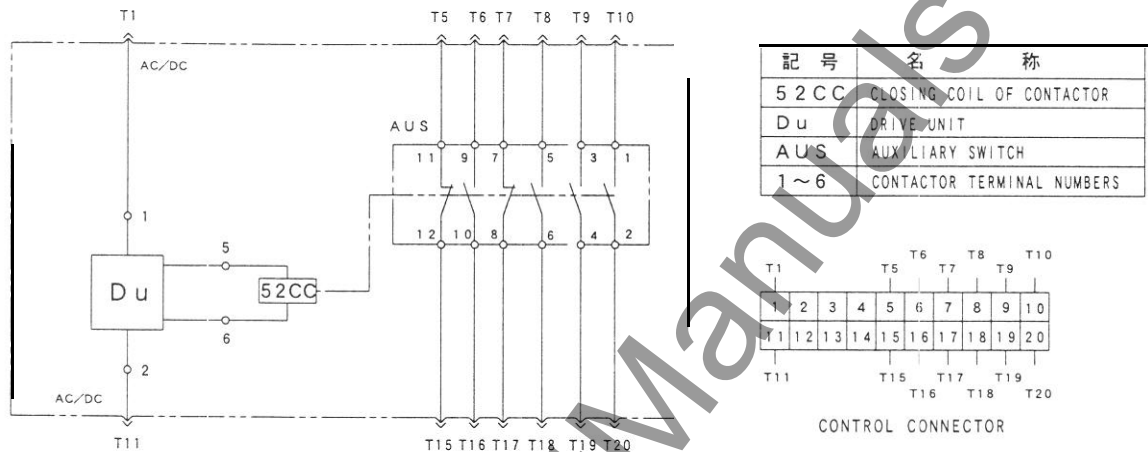 T1 T5 T6 T7 T8 T9 T10
AC/DC
AUS
11 9 7 5 3 1
12 10 8 6 4 2
1
5
Du
52CC
6
2
AC/DC
T11 T15 T16 T17 T18 T19 T20
記号 名称
52CC CLOSING COIL OF CONTACTOR
Du DRIVE UNIT
AUS AUXILIARY SWITCH
1~6 CONTACTOR TERMINAL NUMBERS
T6 T8 T10
T1 T5 T7 T9
1 2 3 4 5 6 7 8 9 10
11 12 13 14 15 16 17 18 19 20
T11 T15 T17 T19
T16 T18 T20
CONTROL CONNECTOR
Manuals